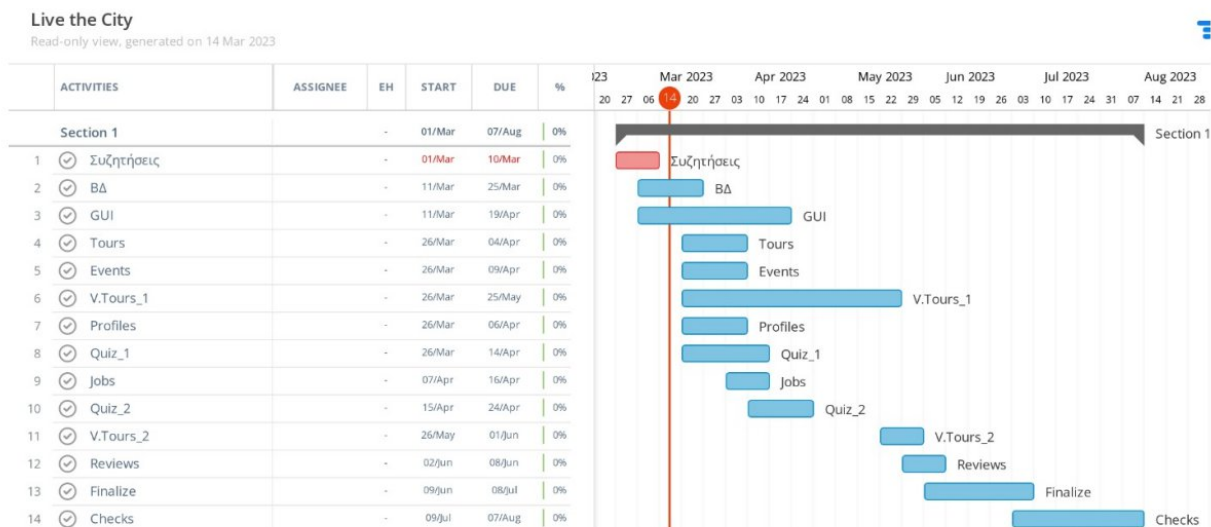 Live the City
Read-only view, generated on 14 Mar 2023
ACTIVITIES ASSIGNEE EH START DUE %
'23 Mar 2023 Apr 2023 May 2023 Jun 2023 Jul 2023 Aug 2023
20 27 06 14 20 27 03 10 17 24 01 08 15 22 29 05 12 19 26 03 10 17 24 31 07 14 21 28
Section 1 - 01/Mar 07/Aug 0% Section 1
1 Συζητήσεις - 01/Mar 10/Mar 0% Συζητήσεις
2 ΒΔ - 11/Mar 25/Mar 0% ΒΔ
3 GUI - 11/Mar 19/Apr 0% GUI
4 Tours - 26/Mar 04/Apr 0% Tours
5 Events - 26/Mar 09/Apr 0% Events
6 V.Tours_1 - 26/Mar 25/May 0% V.Tours_1
7 Profiles - 26/Mar 06/Apr 0% Profiles
8 Quiz_1 - 26/Mar 14/Apr 0% Quiz_1
9 Jobs - 07/Apr 16/Apr 0% Jobs
10 Quiz_2 - 15/Apr 24/Apr 0% Quiz_2
11 V.Tours_2 - 26/May 01/Jun 0% V.Tours_2
12 Reviews - 02/Jun 08/Jun 0% Reviews
13 Finalize - 09/Jun 08/Jul 0% Finalize
14 Checks - 09/Jul 07/Aug 0% Checks